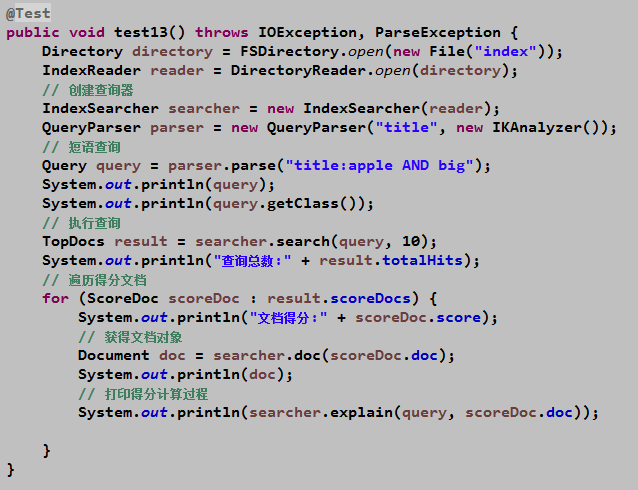 @Test
public void test13() throws IOException, ParseException {
    Directory directory = FSDirectory.open(new File("index"));
    IndexReader reader = DirectoryReader.open(directory);
    // 创建查询器
    IndexSearcher searcher = new IndexSearcher(reader);
    QueryParser parser = new QueryParser("title", new IKAnalyzer());
    // 短语查询
    Query query = parser.parse("title:apple AND big");
    System.out.println(query);
    System.out.println(query.getClass());
    // 执行查询
    TopDocs result = searcher.search(query, 10);
    System.out.println("查询总数:" + result.totalHits);
    // 遍历得分文档
    for (ScoreDoc scoreDoc : result.scoreDocs) {
        System.out.println("文档得分:" + scoreDoc.score);
        // 获得文档对象
        Document doc = searcher.doc(scoreDoc.doc);
        System.out.println(doc);
        // 打印得分计算过程
        System.out.println(searcher.explain(query, scoreDoc.doc));
    }
}